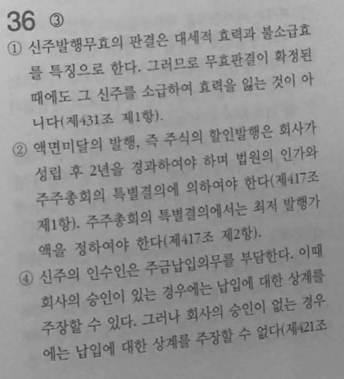 36 ③
① 신주발행무효의 판결은 대세적 효력과 불소급효
를 특징으로 한다. 그러므로 무효판결이 확정된
때에도 그 신주를 소급하여 효력을 잃는 것이 아
니다(제431조 제1항).
② 액면미달의 발행, 즉 주식의 할인발행은 회사가
성립 후 2년을 경과하여야 하며 법원의 인가와
주주총회의 특별결의에 의하여야 한다(제417조
제1항). 주주총회의 특별결의에서는 최저 발행가
액을 정하여야 한다(제417조 제2항).
④ 신주의 인수인은 주금납입의무를 부담한다. 이때
회사의 승인이 있는 경우에는 납입에 대한 상계를
주장할 수 있다. 그러나 회사의 승인이 없는 경우
에는 납입에 대한 상계를 주장할 수 없다(제421조